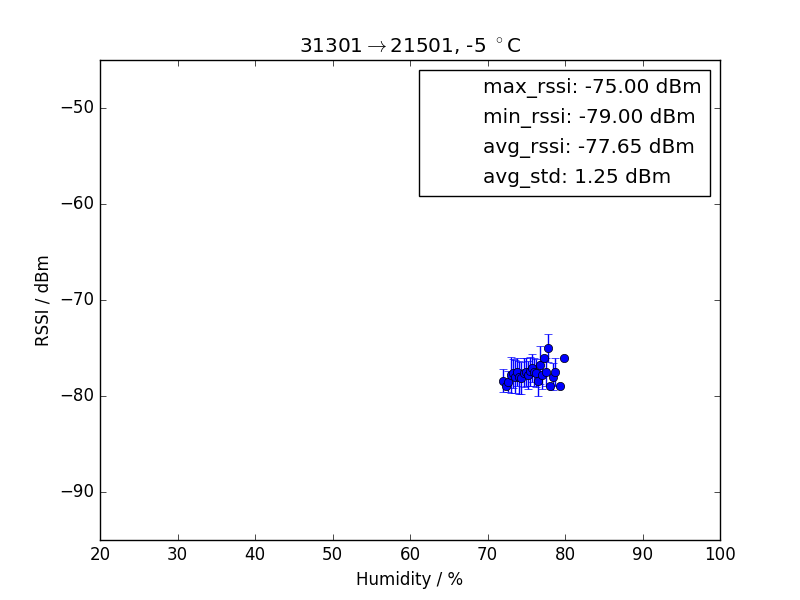 31301→21501, -5 °C
max_rssi: -75.00 dBm
min_rssi: -79.00 dBm
avg_rssi: -77.65 dBm
avg_std: 1.25 dBm
RSSI / dBm
−50
−60
−70
−80
−90
20 30 40 50 60 70 80 90 100
Humidity / %